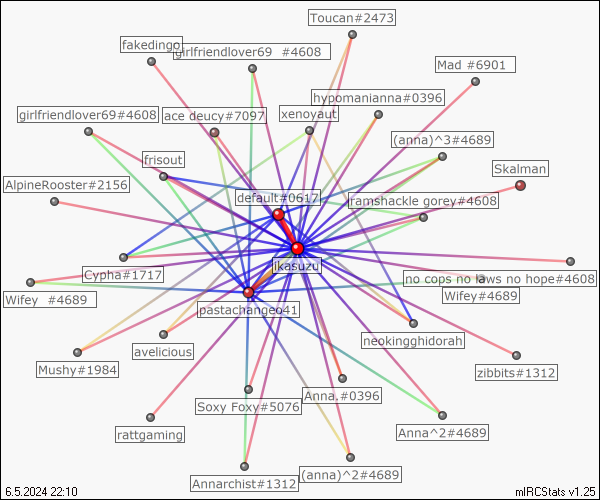 Toucan#2473
fakedingo
girlfriendlover69 #4608
Mad #6901
hypomanianna#0396
girlfriendlover69#4608
ace deucy#7097
xenoyaut
(anna)^3#4689
frisout
Skalman
AlpineRooster#2156
default#0617
ramshackle gorey#4608
ikasuzu
Cypha#1717
no cops no laws no hope#4608
Wifey #4689
Wifey#4689
pastachangeo41
neokingghidorah
avelicious
Mushy#1984
zibbits#1312
Anna.#0396
Soxy Foxy#5076
rattgaming
Anna^2#4689
(anna)^2#4689
Annarchist#1312
6.5.2024 22:10
mIRCStats v1.25